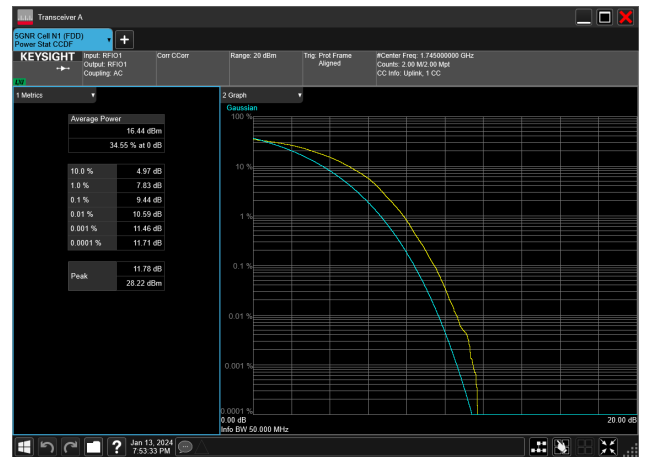 Transceiver A
5GNR Cell N1 (FDD)
Power Stat CCDF
KEYSIGHT
Input: RFIO1
Output: RFIO1
Coupling: AC
Corr CCorr
Range: 20 dBm
Trig: Prot Frame
Aligned
#Center Freq: 1.745000000 GHz
Counts: 2.00 M/2.00 Mpt
CC Info: Uplink, 1 CC
1 Metrics
Average Power
16.44 dBm
34.55 % at 0 dB
10.0 % 4.97 dB
1.0 % 7.83 dB
0.1 % 9.44 dB
0.01 % 10.59 dB
0.001 % 11.46 dB
0.0001 % 11.71 dB
Peak
11.78 dB
28.22 dBm
2 Graph
Gaussian
100 %
10 %
1 %
0.1 %
0.01 %
0.001 %
0.0001 %
0.00 dB
20.00 dB
Info BW 50.000 MHz
Jan 13, 2024
7:53:33 PM